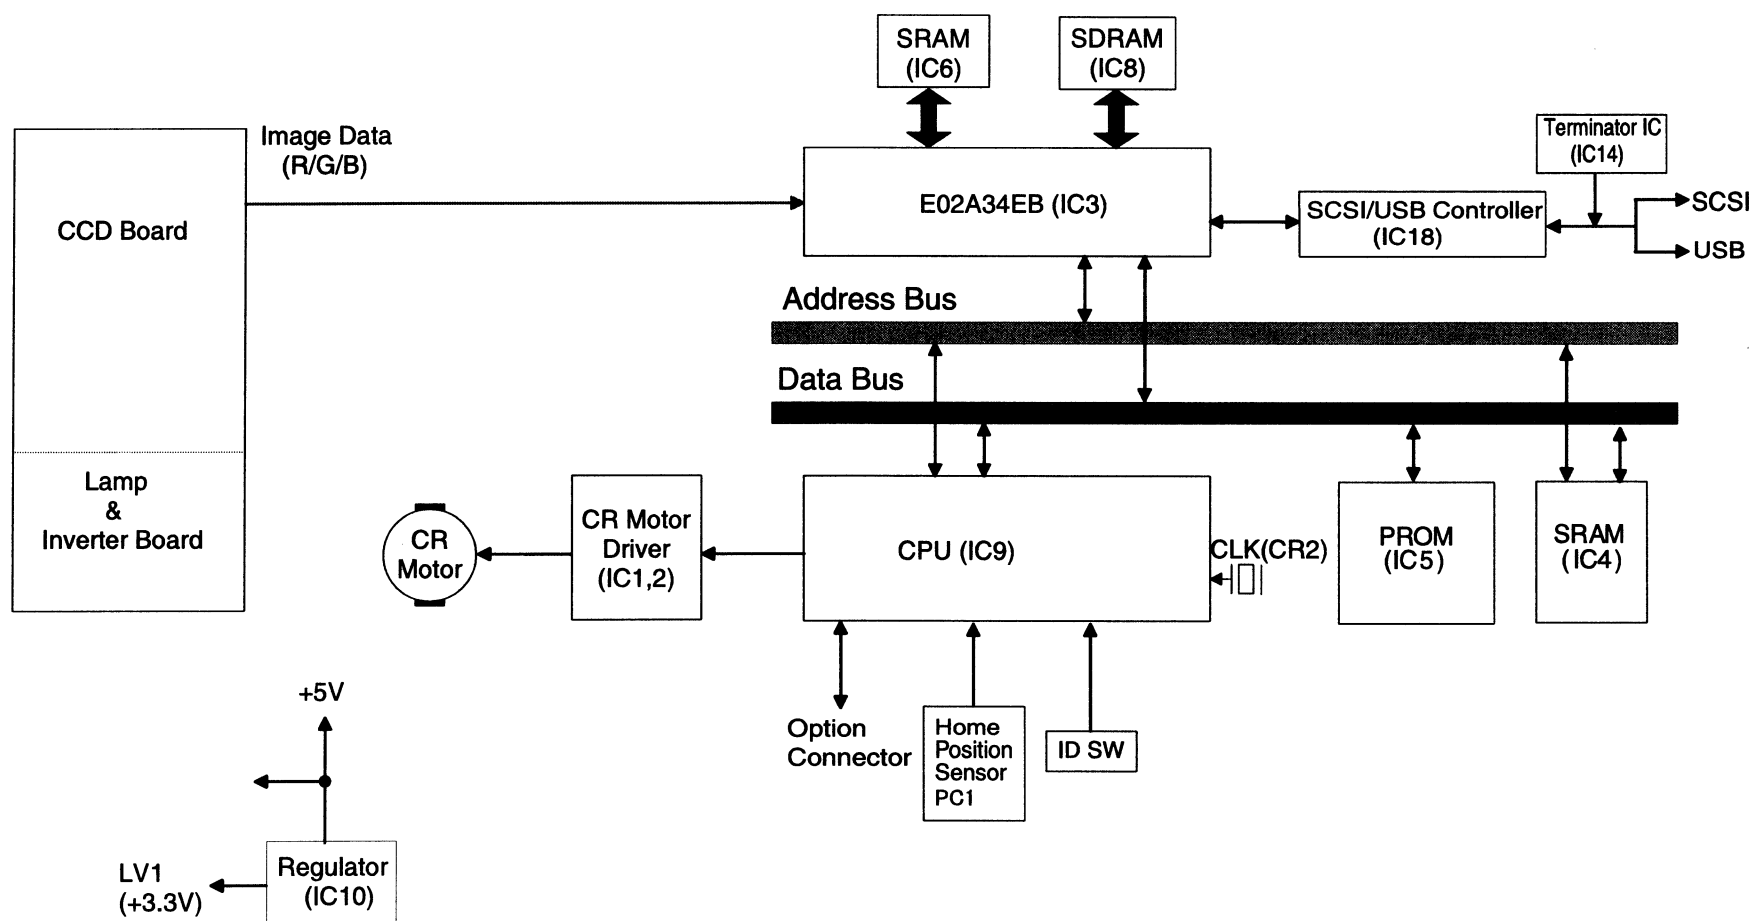 SRAM
(IC6)
SDRAM
(IC8)
Image Data
(R/G/B)
Terminator IC
(IC14)
CCD Board
E02A34EB (IC3)
SCSI/USB Controller
(IC18)
SCSI
USB
Address Bus
Data Bus
Lamp
&
Inverter Board
CR
Motor
CR Motor
Driver
(IC1,2)
CPU (IC9)
CLK(CR2)
PROM
(IC5)
SRAM
(IC4)
+5V
Option
Connector
Home
Position
Sensor
PC1
ID SW
LV1
(+3.3V)
Regulator
(IC10)